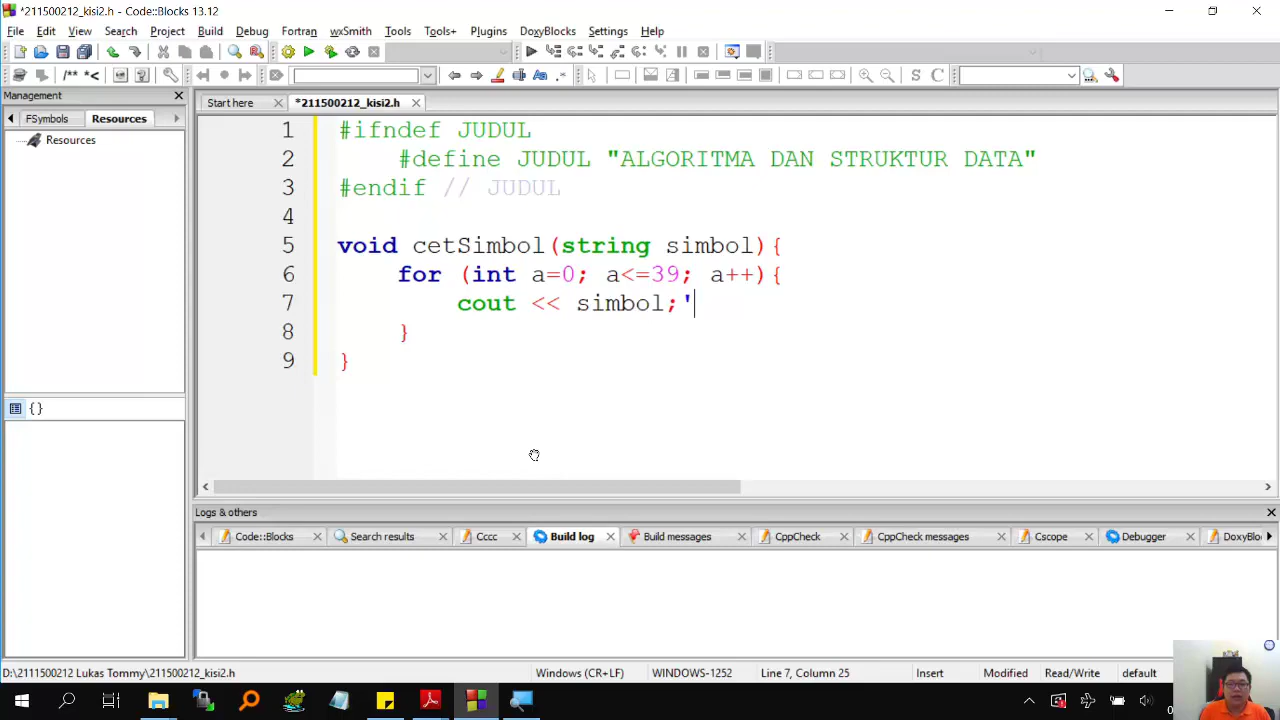 *211500212_kisi2.h - Code::Blocks 13.12
File Edit View Search Project Build Debug Fortran wxSmith Tools Tools+ Plugins DoxyBlocks Settings Help
/** *<
S C
Management
Start here *211500212_kisi2.h
FSymbols Resources
Resources
1 #ifndef JUDUL
2 #define JUDUL "ALGORITMA DAN STRUKTUR DATA"
3 #endif // JUDUL
4
5 void cetSimbol(string simbol){
6 for (int a=0; a<=39; a++){
7 cout << simbol;'
8 }
9 }
{}
Logs & others
Code::Blocks Search results Cccc Build log Build messages CppCheck CppCheck messages Cscope Debugger DoxyBlo
D:\2111500212 Lukas Tommy\211500212_kisi2.h Windows (CR+LF) WINDOWS-1252 Line 7, Column 25 Insert Modified Read/Write default